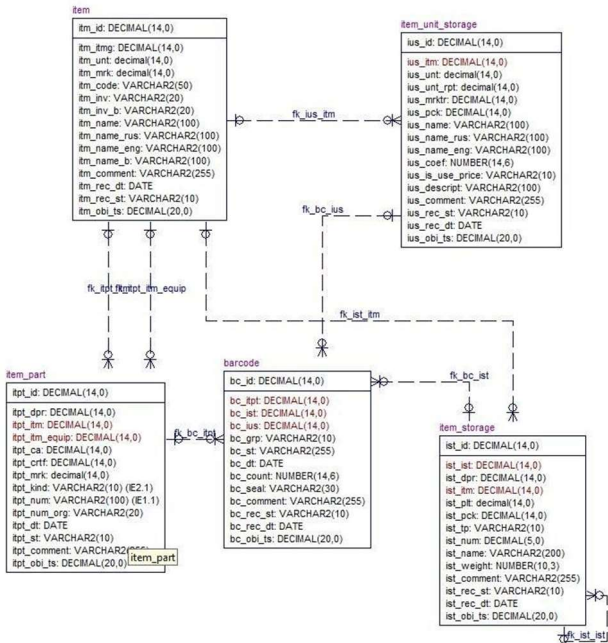 item
itm_id: DECIMAL(14,0)
itm_itmg: DECIMAL(14,0)
itm_unt: decimal(14,0)
itm_mrk: decimal(14,0)
itm_code: VARCHAR2(50)
itm_inv: VARCHAR2(20)
itm_inv_b: VARCHAR2(20)
itm_name: VARCHAR2(100)
itm_name_rus: VARCHAR2(100)
itm_name_eng: VARCHAR2(100)
itm_name_b: VARCHAR2(100)
itm_comment: VARCHAR2(255)
itm_rec_dt: DATE
itm_rec_st: VARCHAR2(10)
itm_obi_ts: DECIMAL(20,0)
fk_ius_itm
item_unit_storage
ius_id: DECIMAL(14,0)
ius_itm: DECIMAL(14,0)
ius_unt: decimal(14,0)
ius_unt_rpt: decimal(14,0)
ius_mrktr: DECIMAL(14,0)
ius_pck: DECIMAL(14,0)
ius_name: VARCHAR2(100)
ius_name_rus: VARCHAR2(100)
ius_name_eng: VARCHAR2(100)
ius_coef: NUMBER(14,6)
ius_is_use_price: VARCHAR2(10)
ius_descript: VARCHAR2(100)
ius_comment: VARCHAR2(255)
ius_rec_st: VARCHAR2(10)
ius_rec_dt: DATE
ius_obi_ts: DECIMAL(20,0)
fk_bc_ius
fk_itpt_itm_equip
fk_ist_itm
item_part
itpt_id: DECIMAL(14,0)
itpt_dpr: DECIMAL(14,0)
itpt_itm: DECIMAL(14,0)
itpt_itm_equip: DECIMAL(14,0)
itpt_ca: DECIMAL(14,0)
itpt_crtf: DECIMAL(14,0)
itpt_mrk: decimal(14,0)
itpt_kind: VARCHAR2(10) (IE2.1)
itpt_num: VARCHAR2(100) (IE1.1)
itpt_num_org: VARCHAR2(20)
itpt_dt: DATE
itpt_st: VARCHAR2(10)
itpt_comment: VARCHAR2(255)
itpt_obi_ts: DECIMAL(20,0)
item_part
fk_bc_itpt
barcode
bc_id: DECIMAL(14,0)
bc_itpt: DECIMAL(14,0)
bc_ist: DECIMAL(14,0)
bc_ius: DECIMAL(14,0)
bc_grp: VARCHAR2(10)
bc_st: VARCHAR2(255)
bc_dt: DATE
bc_count: NUMBER(14,6)
bc_seal: VARCHAR2(30)
bc_comment: VARCHAR2(255)
bc_rec_st: VARCHAR2(10)
bc_rec_dt: DATE
bc_obi_ts: DECIMAL(20,0)
fk_bc_ist
item_storage
ist_id: DECIMAL(14,0)
ist_ist: DECIMAL(14,0)
ist_dpr: DECIMAL(14,0)
ist_itm: DECIMAL(14,0)
ist_plt: decimal(14,0)
ist_pck: DECIMAL(14,0)
ist_tp: VARCHAR2(10)
ist_num: DECIMAL(5,0)
ist_name: VARCHAR2(200)
ist_weight: NUMBER(10,3)
ist_comment: VARCHAR2(255)
ist_rec_st: VARCHAR2(10)
ist_rec_dt: DATE
ist_obi_ts: DECIMAL(20,0)
fk_ist_ist